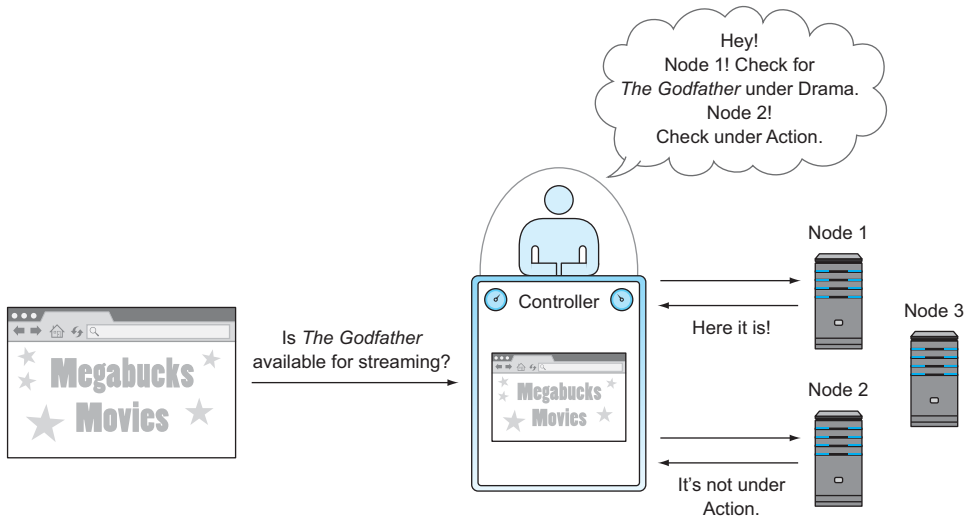 Hey!
Node 1! Check for
The Godfather under Drama.
Node 2!
Check under Action.
Node 1
Controller
Node 3
Here it is!
Is The Godfather
available for streaming?
Megabucks
Movies
Megabucks
Movies
Node 2
It's not under
Action.